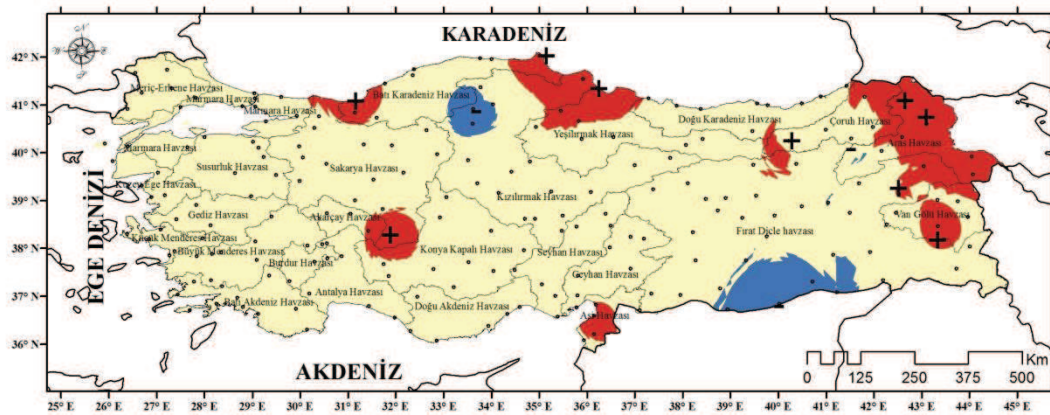 KARADENİZ
42° N
41° N
40° N
39° N
38° N
37° N
36° N
EGE DENİZİ
AKDENİZ
Meriç-Ergene Havzası
Marmara Havzası
Marmara Havzası
Batı Karadeniz Havzası
Yeşilırmak Havzası
Doğu Karadeniz Havzası
Çoruh Havzası
Aras Havzası
Marmara Havzası
Susurluk Havzası
Sakarya Havzası
Kuzey Ege Havzası
Kızılırmak Havzası
Gediz Havzası
Akarçay Havzası
Van Gölü Havzası
Küçük Menderes Havzası
Büyük Menderes Havzası
Konya Kapalı Havzası
Seyhan Havzası
Fırat Dicle havzası
Burdur Havzası
Ceyhan Havzası
Antalya Havzası
Batı Akdeniz Havzası
Doğu Akdeniz Havzası
Asi Havzası
Km
0 125 250 375 500
25° E 26° E 27° E 28° E 29° E 30° E 31° E 32° E 33° E 34° E 35° E 36° E 37° E 38° E 39° E 40° E 41° E 42° E 43° E 44° E 45° E